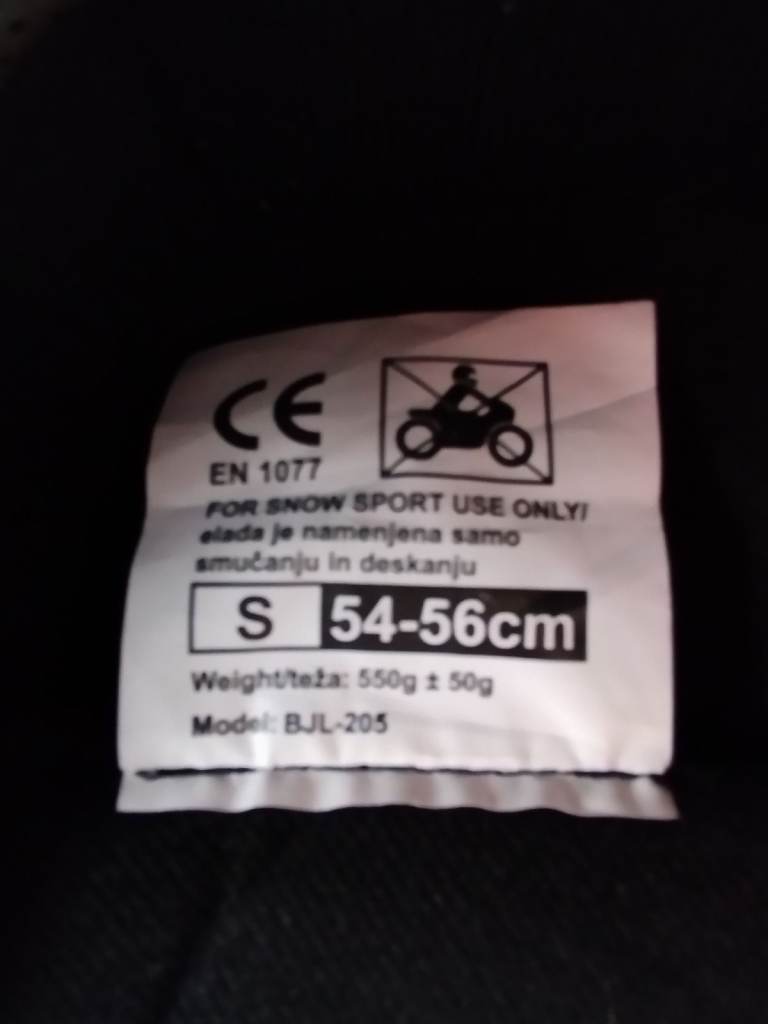 CE
EN 1077
FOR SNOW SPORT USE ONLY/
elada je namenjena samo
smučanju in deskanju
S 54-56cm
Weight/teža: 550g ± 50g
Model: BJL-205